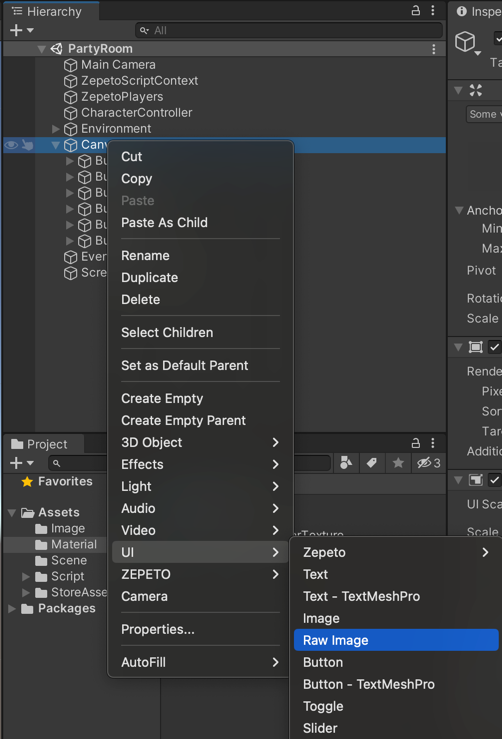 Hierarchy
Inspe
All
PartyRoom
Main Camera
ZepetoScriptContext
ZepetoPlayers
CharacterController
Environment
Canv
Bu
Bu
Bu
Bu
Bu
Bu
Even
Scre
Cut
Copy
Paste
Paste As Child
Rename
Duplicate
Delete
Select Children
Set as Default Parent
Create Empty
Create Empty Parent
3D Object
Effects
Light
Audio
Video
UI
ZEPETO
Camera
Properties...
AutoFill
Zepeto
Text
Text - TextMeshPro
Image
Raw Image
Button
Button - TextMeshPro
Toggle
Slider
Project
3
Favorites
Assets
Image
Material
Scene
Script
StoreAsse
Packages
Ta
Some v
Ancho
Min
Max
Pivot
Rotatio
Scale
Rende
Pixe
Sor
Tar
Additio
UI Sca
Scale